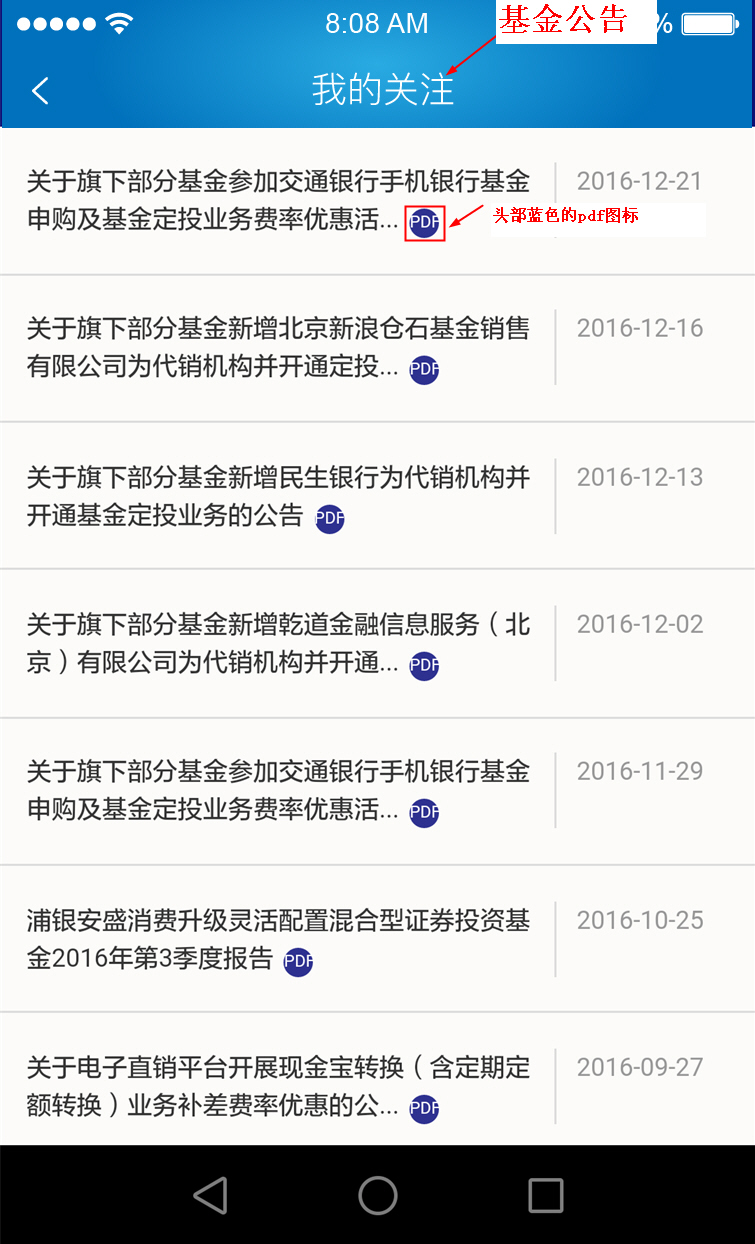 8:08 AM
基金公告
%
我的关注
关于旗下部分基金参加交通银行手机银行基金
申购及基金定投业务费率优惠活... PDF
2016-12-21
头部蓝色的pdf图标
关于旗下部分基金新增北京新浪仓石基金销售
有限公司为代销机构并开通定投... PDF
2016-12-16
关于旗下部分基金新增民生银行为代销机构并
开通基金定投业务的公告 PDF
2016-12-13
关于旗下部分基金新增乾道金融信息服务（北
京）有限公司为代销机构并开通... PDF
2016-12-02
关于旗下部分基金参加交通银行手机银行基金
申购及基金定投业务费率优惠活... PDF
2016-11-29
浦银安盛消费升级灵活配置混合型证券投资基
金2016年第3季度报告 PDF
2016-10-25
关于电子直销平台开展现金宝转换（含定期定
额转换）业务补差费率优惠的公... PDF
2016-09-27